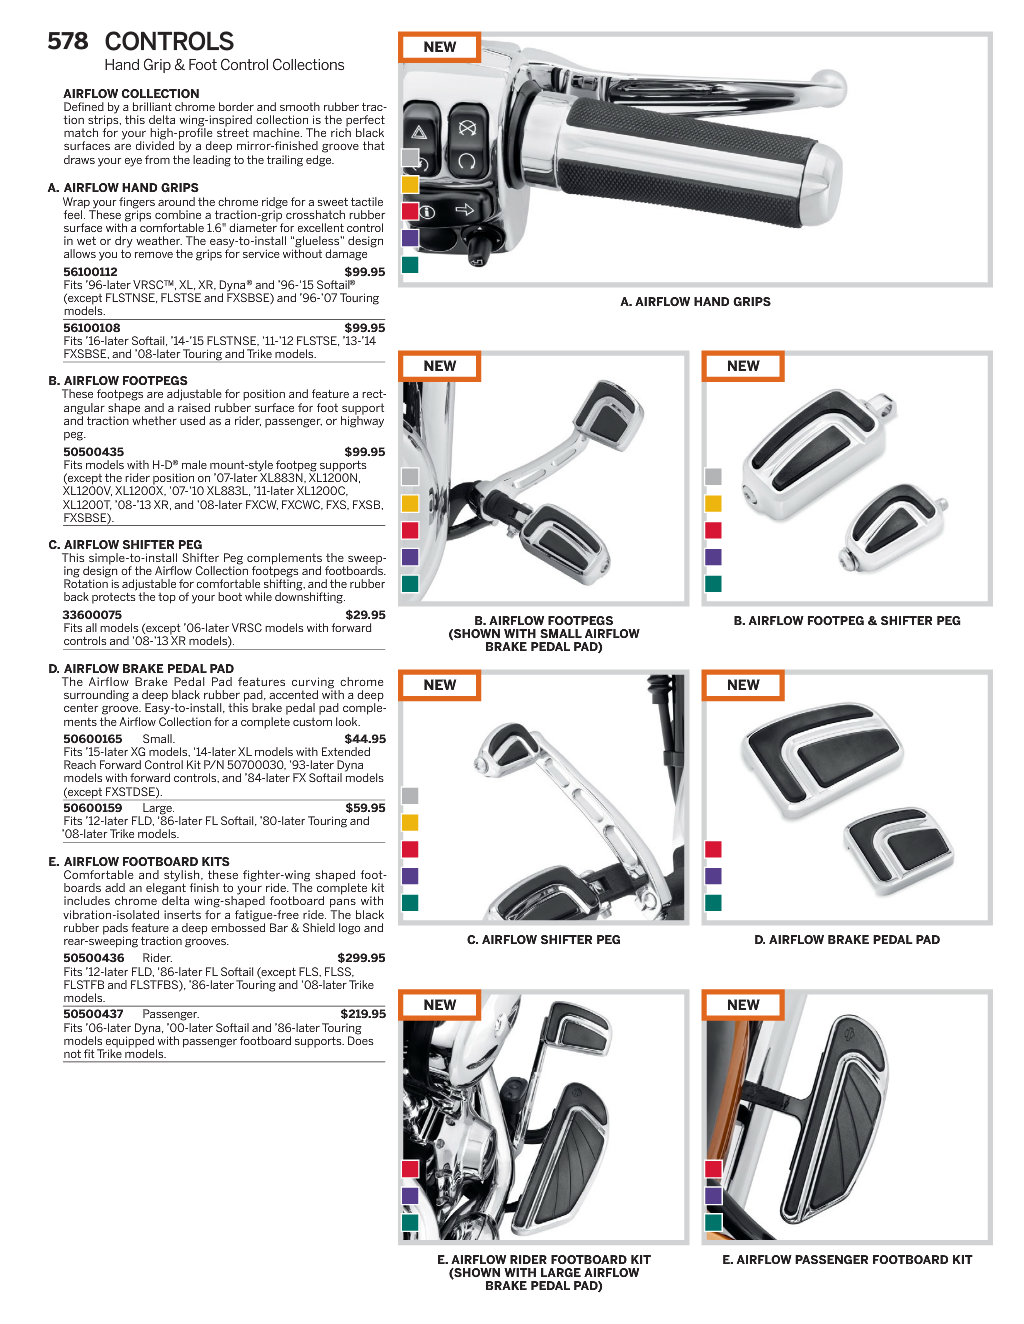 578 CONTROLS
Hand Grip & Foot Control Collections
AIRFLOW COLLECTION
Defined by a brilliant chrome border and smooth rubber trac-
tion strips, this delta wing-inspired collection is the perfect
match for your high-profile street machine. The rich black
surfaces are divided by a deep mirror-finished groove that
draws your eye from the leading to the trailing edge.
A. AIRFLOW HAND GRIPS
Wrap your fingers around the chrome ridge for a sweet tactile
feel. These grips combine a traction-grip crosshatch rubber
surface with a comfortable 1.6" diameter for excellent control
in wet or dry weather. The easy-to-install "glueless" design
allows you to remove the grips for service without damage
56100112 $99.95
Fits '96-later VRSC™, XL, XR, Dyna® and '96-'15 Softail®
(except FLSTNSE, FLSTSE and FXSBSE) and '96-'07 Touring
models.
56100108 $99.95
Fits '16-later Softail, '14-'15 FLSTNSE, '11-'12 FLSTSE, '13-'14
FXSBSE, and '08-later Touring and Trike models.
B. AIRFLOW FOOTPEGS
These footpegs are adjustable for position and feature a rect-
angular shape and a raised rubber surface for foot support
and traction whether used as a rider, passenger, or highway
peg.
50500435 $99.95
Fits models with H-D® male mount-style footpeg supports
(except the rider position on '07-later XL883N, XL1200N,
XL1200V, XL1200X, '07-'10 XL883L, '11-later XL1200C,
XL1200T, '08-'13 XR, and '08-later FXCW, FXCWC, FXS, FXSB,
FXSBSE).
C. AIRFLOW SHIFTER PEG
This simple-to-install Shifter Peg complements the sweep-
ing design of the Airflow Collection footpegs and footboards.
Rotation is adjustable for comfortable shifting, and the rubber
back protects the top of your boot while downshifting.
33600075 $29.95
Fits all models (except '06-later VRSC models with forward
controls and '08-'13 XR models).
D. AIRFLOW BRAKE PEDAL PAD
The Airflow Brake Pedal Pad features curving chrome
surrounding a deep black rubber pad, accented with a deep
center groove. Easy-to-install, this brake pedal pad comple-
ments the Airflow Collection for a complete custom look.
50600165 Small. $44.95
Fits '15-later XG models, '14-later XL models with Extended
Reach Forward Control Kit P/N 50700030, '93-later Dyna
models with forward controls, and '84-later FX Softail models
(except FXSTDSE).
50600159 Large. $59.95
Fits '12-later FLD, '86-later FL Softail, '80-later Touring and
'08-later Trike models.
E. AIRFLOW FOOTBOARD KITS
Comfortable and stylish, these fighter-wing shaped foot-
boards add an elegant finish to your ride. The complete kit
includes chrome delta wing-shaped footboard pans with
vibration-isolated inserts for a fatigue-free ride. The black
rubber pads feature a deep embossed Bar & Shield logo and
rear-sweeping traction grooves.
50500436 Rider. $299.95
Fits '12-later FLD, '86-later FL Softail (except FLS, FLSS,
FLSTFB and FLSTFBS), '86-later Touring and '08-later Trike
models.
50500437 Passenger. $219.95
Fits '06-later Dyna, '00-later Softail and '86-later Touring
models equipped with passenger footboard supports. Does
not fit Trike models.
NEW
A. AIRFLOW HAND GRIPS
NEW
B. AIRFLOW FOOTPEGS
(SHOWN WITH SMALL AIRFLOW
BRAKE PEDAL PAD)
NEW
B. AIRFLOW FOOTPEG & SHIFTER PEG
NEW
C. AIRFLOW SHIFTER PEG
NEW
D. AIRFLOW BRAKE PEDAL PAD
NEW
E. AIRFLOW RIDER FOOTBOARD KIT
(SHOWN WITH LARGE AIRFLOW
BRAKE PEDAL PAD)
NEW
E. AIRFLOW PASSENGER FOOTBOARD KIT